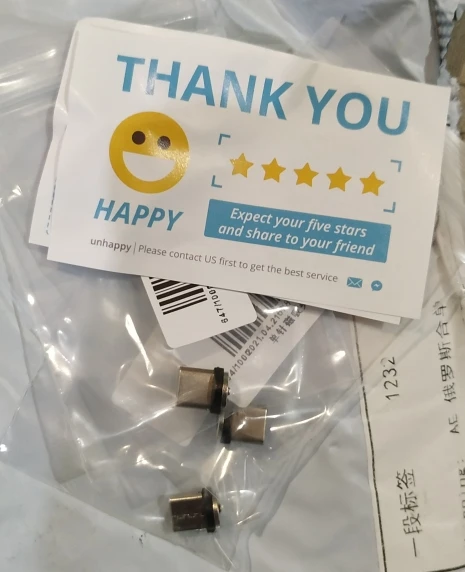 THANK YOU
HAPPY
Expect your five stars
and share to your friend
unhappy | Please contact US first to get the best service
1232
一段标签
俄罗斯合单